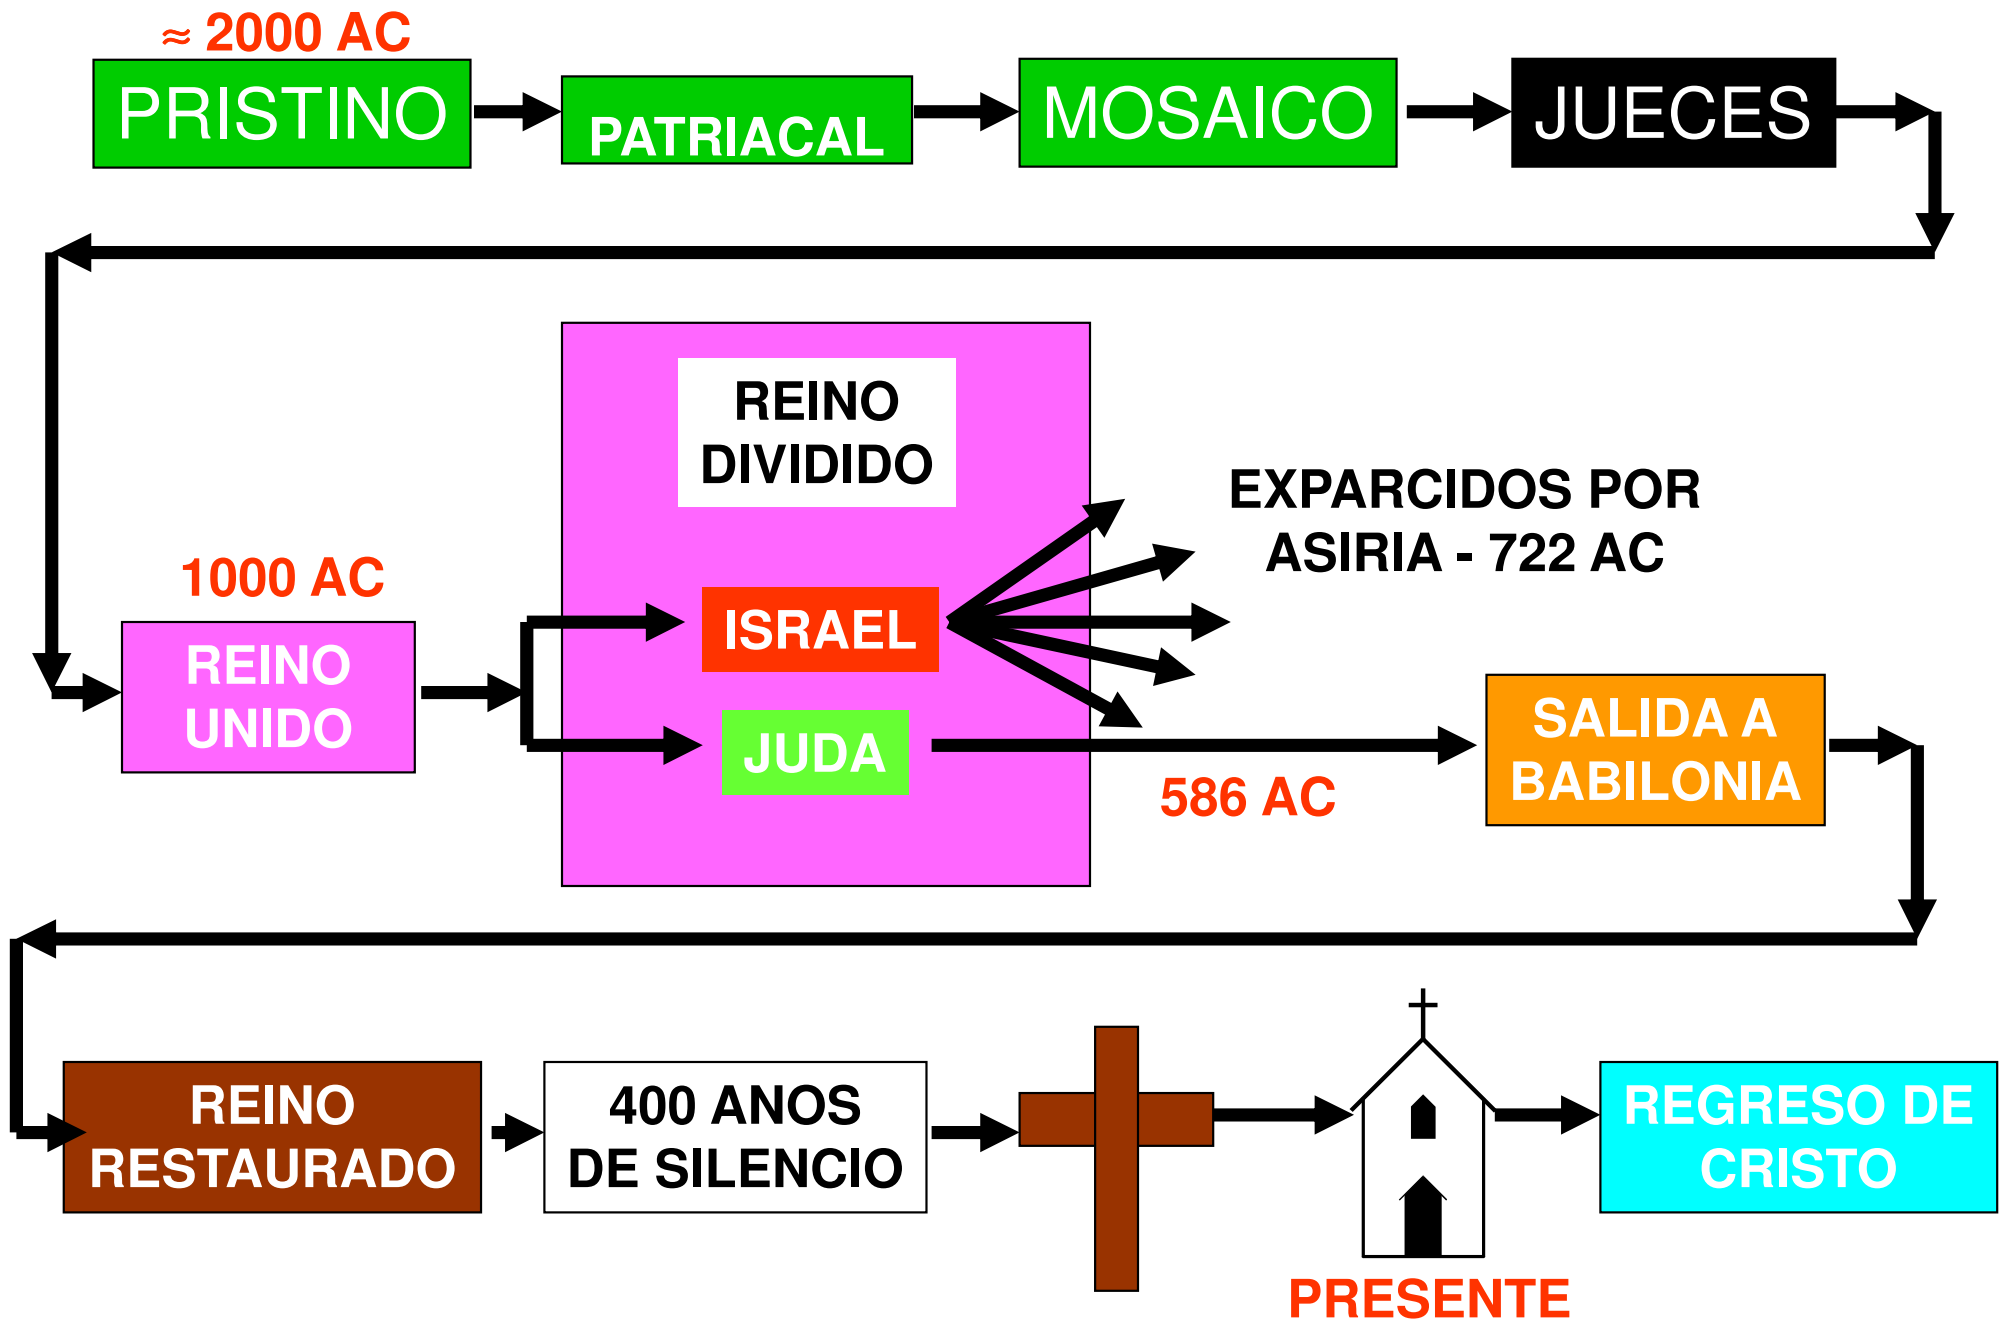 ≈ 2000 AC
PRISTINO
PATRIACAL
MOSAICO
JUECES
REINO
DIVIDIDO
EXPARCIDOS POR
ASIRIA - 722 AC
1000 AC
REINO
UNIDO
ISRAEL
JUDA
586 AC
SALIDA A
BABILONIA
REINO
RESTAURADO
400 ANOS
DE SILENCIO
REGRESO DE
CRISTO
PRESENTE